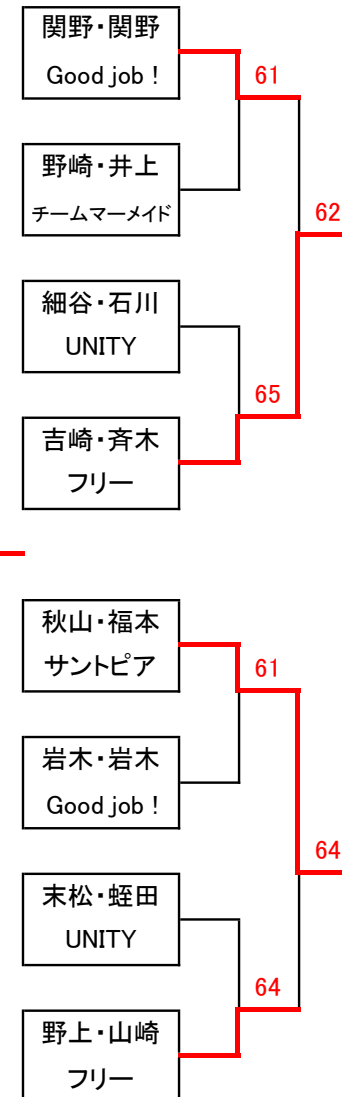 関野・関野
Good job !
61
野崎・井上
チームマーメイド
62
細谷・石川
UNITY
65
吉崎・斉木
フリー
秋山・福本
サントピア
61
岩木・岩木
Good job !
64
末松・蛭田
UNITY
64
野上・山崎
フリー